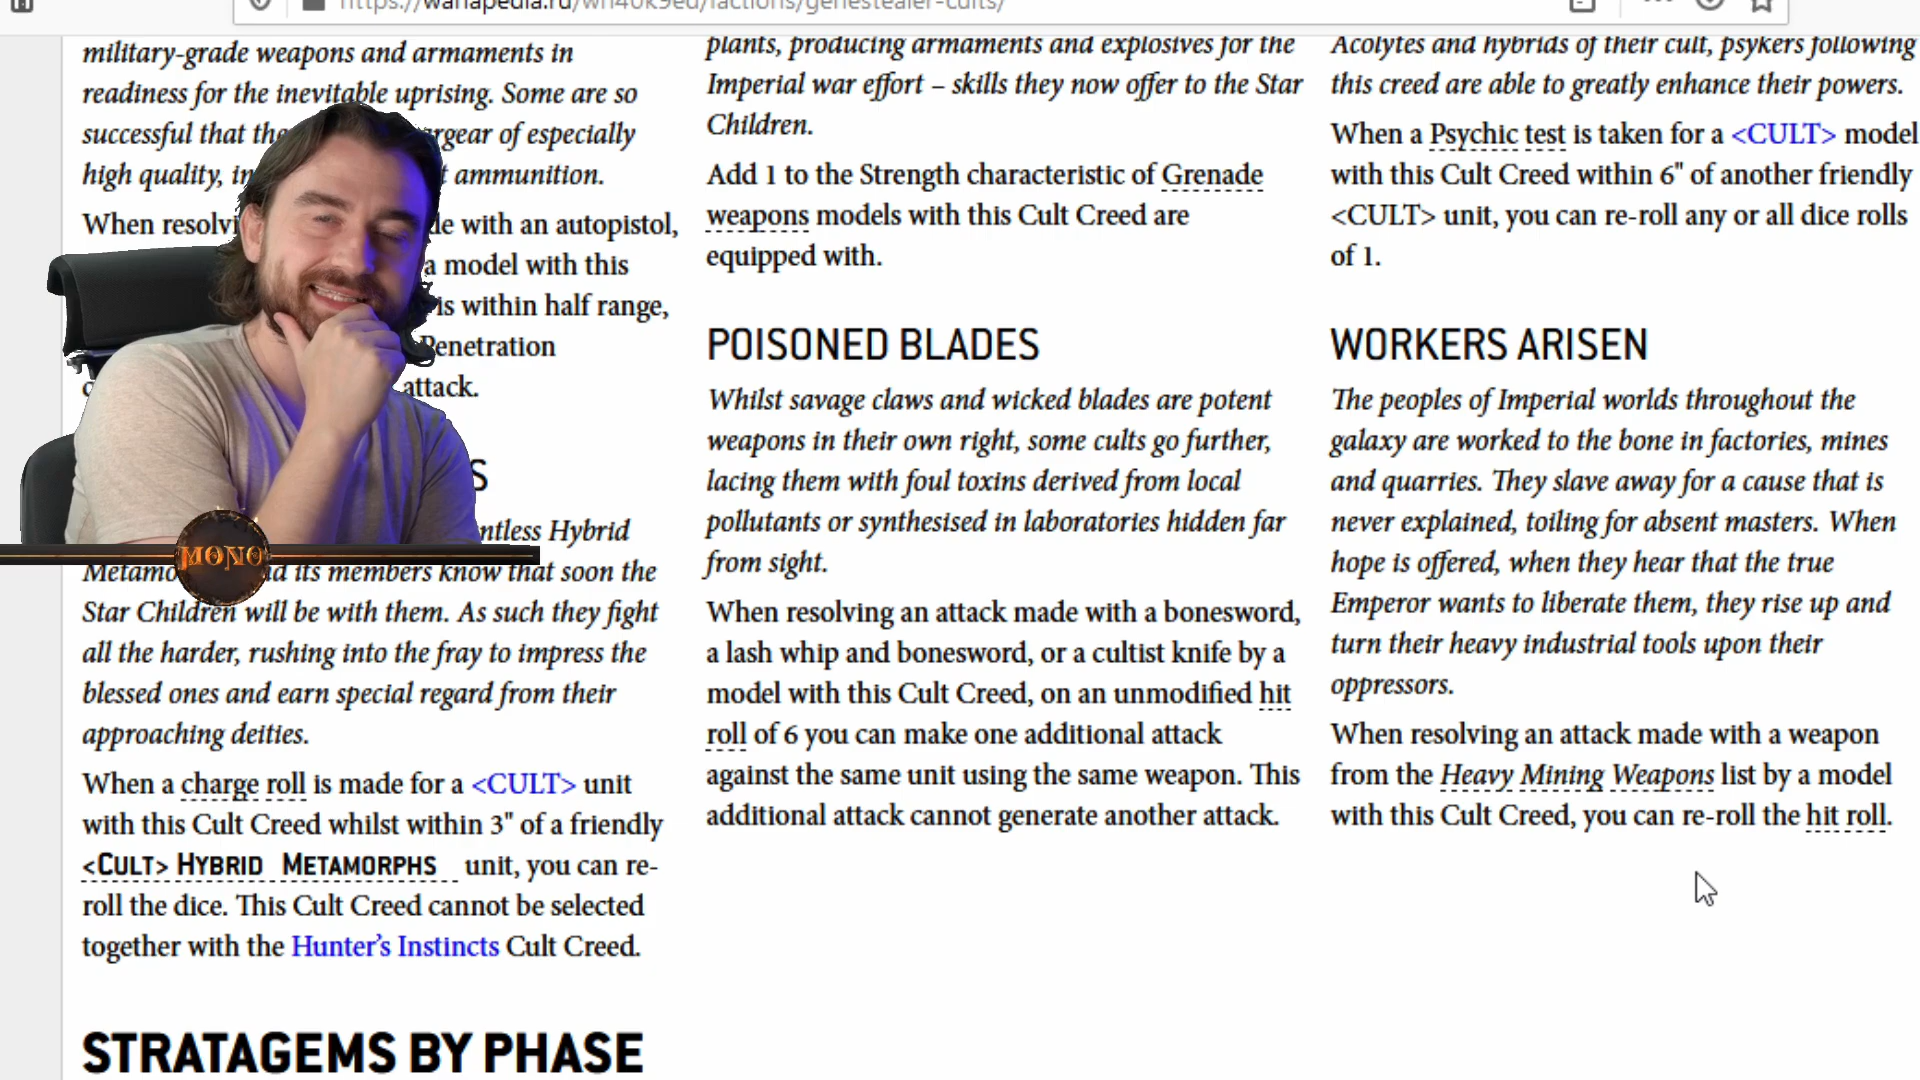 https://wahapedia.ru/wh40k9ed/factions/genestealer-cults/
military-grade weapons and armaments in
readiness for the inevitable uprising. Some are so
successful that of especially
high quality, ammunition.
When with an autopistol,
a model with this
is within half range,
Penetration
attack.
Hybrid
and its members know that soon the
Star Children will be with them. As such they fight
all the harder, rushing into the fray to impress the
blessed ones and earn special regard from their
approaching deities.
When a charge roll is made for a <CULT> unit
with this Cult Creed whilst within 3" of a friendly
<CULT> HYBRID METAMORPHS unit, you can re-
roll the dice. This Cult Creed cannot be selected
together with the Hunter's Instincts Cult Creed.
STRATAGEMS BY PHASE
plants, producing armaments and explosives for the
Imperial war effort – skills they now offer to the Star
Children.
Add 1 to the Strength characteristic of Grenade
weapons models with this Cult Creed are
equipped with.
POISONED BLADES
Whilst savage claws and wicked blades are potent
weapons in their own right, some cults go further,
lacing them with foul toxins derived from local
pollutants or synthesised in laboratories hidden far
from sight.
When resolving an attack made with a bonesword,
a lash whip and bonesword, or a cultist knife by a
model with this Cult Creed, on an unmodified hit
roll of 6 you can make one additional attack
against the same unit using the same weapon. This
additional attack cannot generate another attack.
Acolytes and hybrids of their cult, psykers following
this creed are able to greatly enhance their powers.
When a Psychic test is taken for a <CULT> model
with this Cult Creed within 6" of another friendly
<CULT> unit, you can re-roll any or all dice rolls
of 1.
WORKERS ARISEN
The peoples of Imperial worlds throughout the
galaxy are worked to the bone in factories, mines
and quarries. They slave away for a cause that is
never explained, toiling for absent masters. When
hope is offered, when they hear that the true
Emperor wants to liberate them, they rise up and
turn their heavy industrial tools upon their
oppressors.
When resolving an attack made with a weapon
from the Heavy Mining Weapons list by a model
with this Cult Creed, you can re-roll the hit roll.
MONO